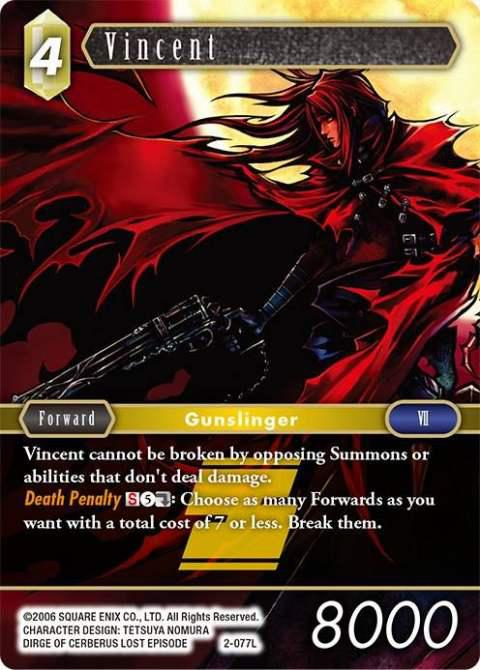 4
Vincent
Forward
Gunslinger
VII
Vincent cannot be broken by opposing Summons or
abilities that don't deal damage.
Death Penalty S5: Choose as many Forwards as you
want with a total cost of 7 or less. Break them.
©2006 SQUARE ENIX CO., LTD. All Rights Reserved.
CHARACTER DESIGN: TETSUYA NOMURA
DIRGE OF CERBERUS LOST EPISODE
2-077L
8000